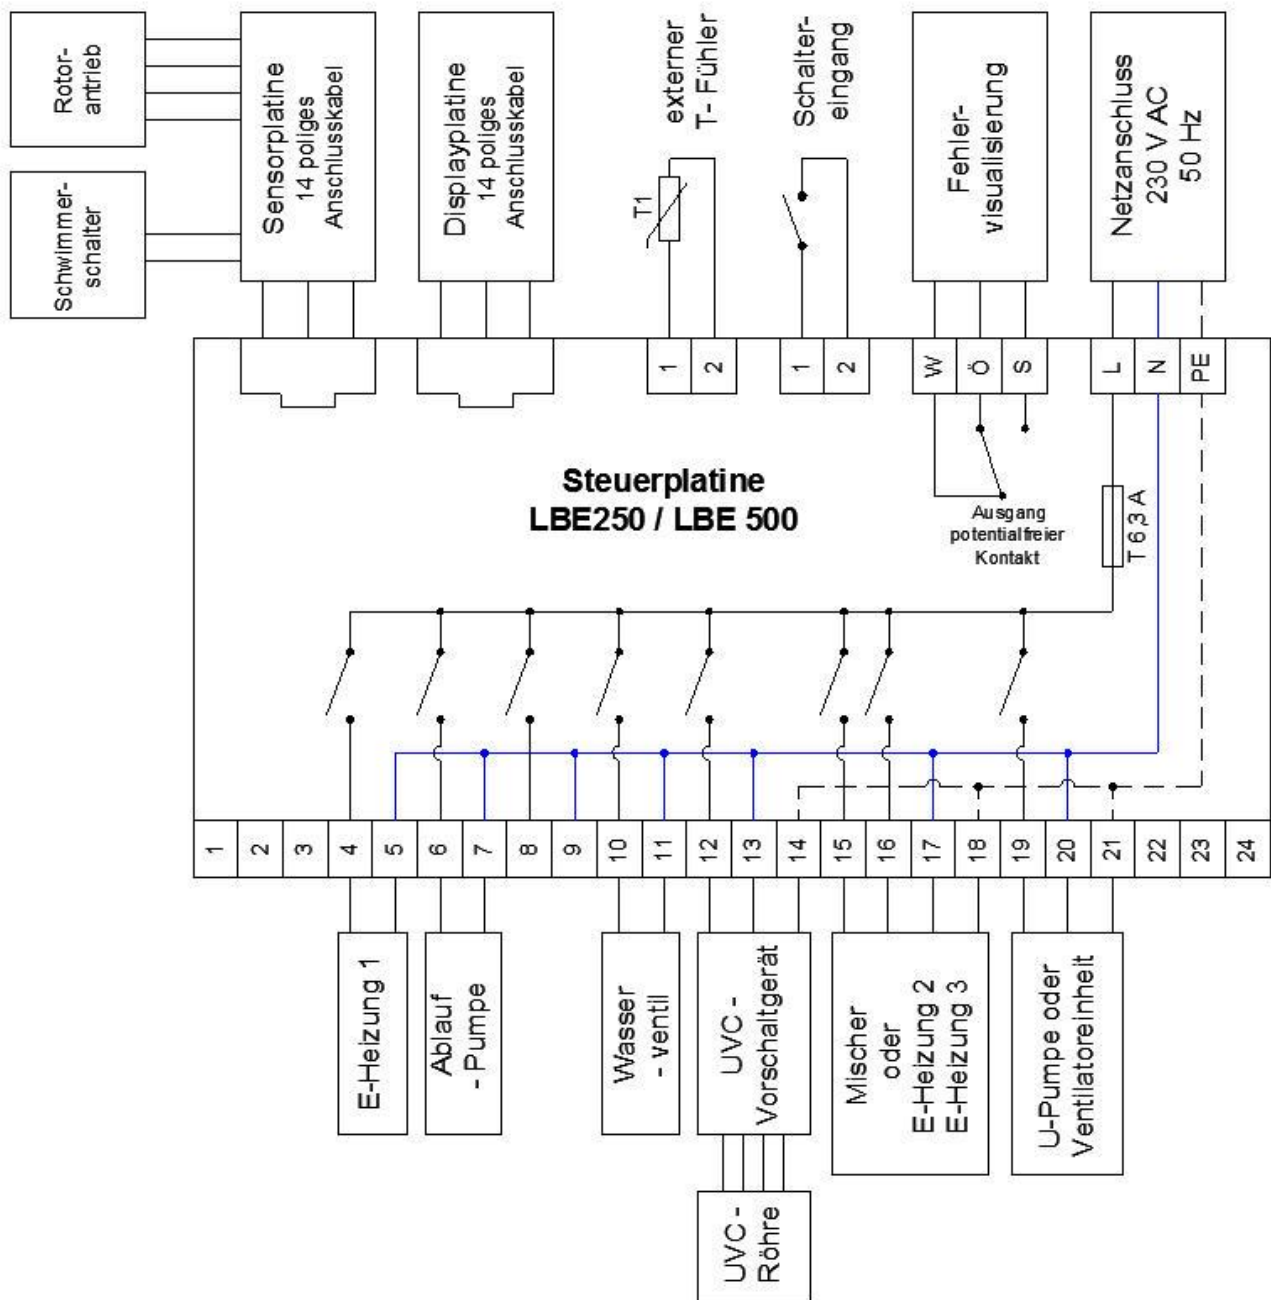 Rotor-
antrieb
Schwimmer-
schalter
Sensorplatine
14 poliges
Anschlusskabel
Displayplatine
14 poliges
Anschlusskabel
externer
T- Fühler
T1
Schalter-
eingang
Fehler-
visualisierung
Netzanschluss
230 V AC
50 Hz
1
2
1
2
W
Ö
S
L
N
PE
Steuerplatine
LBE250 / LBE 500
Ausgang
potentialfreier
Kontakt
T 6,3 A
1
2
3
4
5
6
7
8
9
10
11
12
13
14
15
16
17
18
19
20
21
22
23
24
E-Heizung 1
Ablauf
- Pumpe
Wasser
- ventil
UVC -
Vorschaltgerät
Mischer
oder
E-Heizung 2
E-Heizung 3
U-Pumpe oder
Ventilatoreinheit
UVC -
Röhre